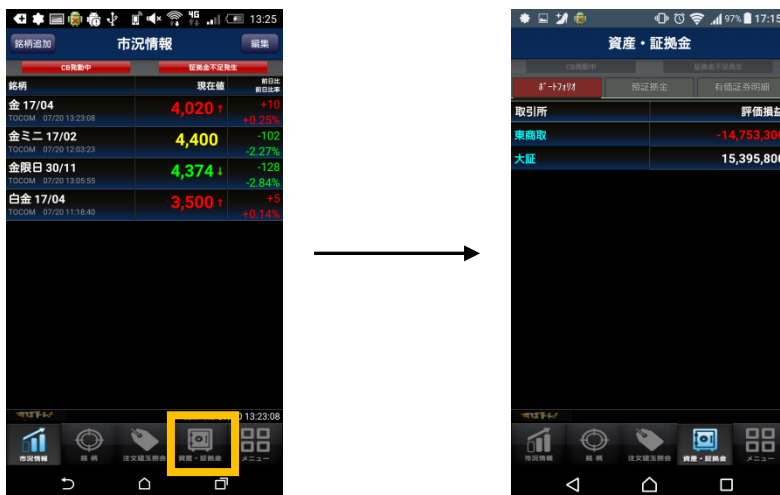 13:25
銘柄追加
市況情報
編集
CB発動中
証拠金不足発生
銘柄
現在値
前日比
前日比率
金 17/04
4,020↑
+10
TOCOM 07/20 13:23:08
+0.25%
金ミニ 17/02
4,400
-102
TOCOM 07/20 12:03:23
-2.27%
金限日 30/11
4,374↓
-128
TOCOM 07/20 13:05:55
-2.84%
白金 17/04
3,500↑
+5
TOCOM 07/20 11:18:40
+0.14%
0 13:23:08
市況情報
銘柄
注文建玉照会
資産・証拠金
メニュー
97%
17:15
資産・証拠金
CB発動中
証拠金不足発生
ポートフォリオ
預証拠金
有価証券明細
取引所
評価損益
東商取
-14,753,300
大証
15,395,800
市況情報
銘柄
注文建玉照会
資産・証拠金
メニュー